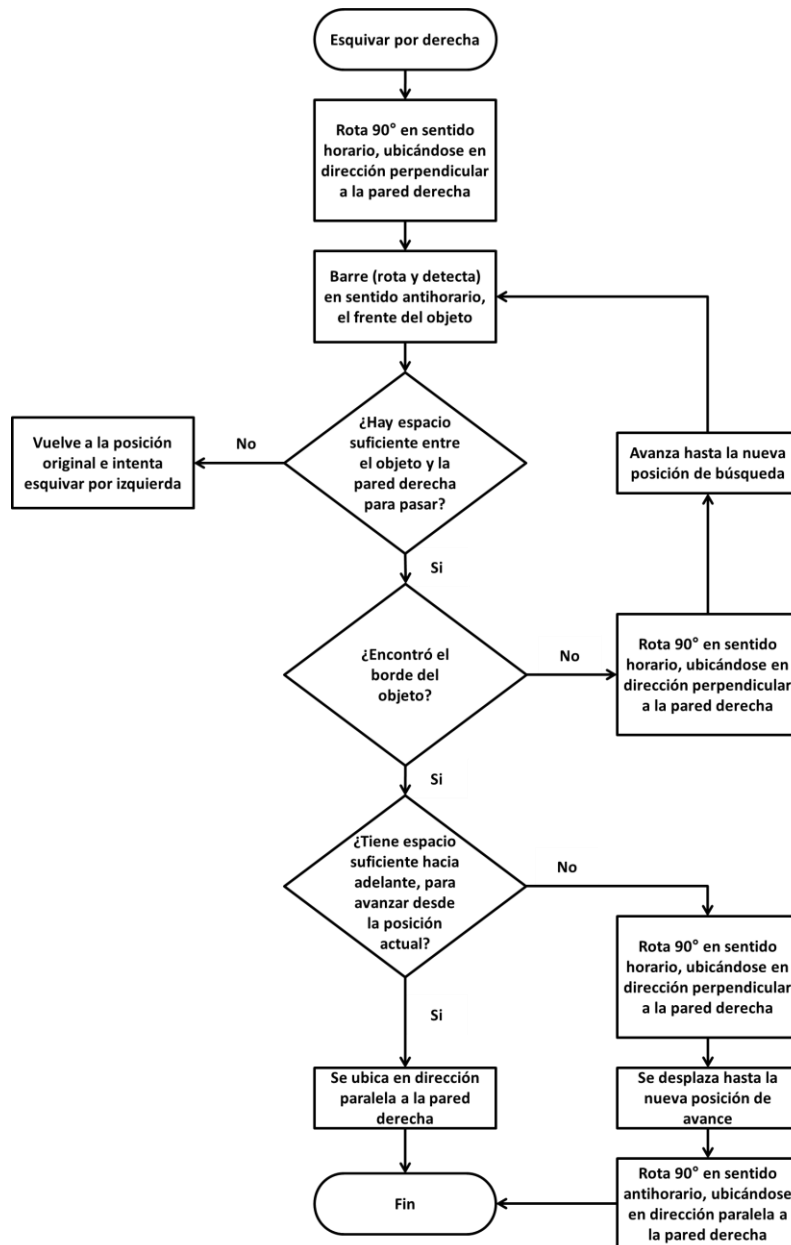 Esquivar por derecha
Rota 90° en sentido
horario, ubicándose en
dirección perpendicular
a la pared derecha
Barre (rota y detecta)
en sentido antihorario,
el frente del objeto
¿Hay espacio
suficiente entre
el objeto y la
pared derecha
para pasar?
No
Vuelve a la posición
original e intenta
esquivar por izquierda
Avanza hasta la nueva
posición de búsqueda
Si
¿Encontró el
borde del
objeto?
No
Rota 90° en sentido
horario, ubicándose en
dirección perpendicular
a la pared derecha
Si
¿Tiene espacio
suficiente hacia
adelante, para
avanzar desde
la posición
actual?
No
Rota 90° en sentido
horario, ubicándose en
dirección perpendicular
a la pared derecha
Si
Se ubica en dirección
paralela a la pared
derecha
Se desplaza hasta la
nueva posición de
avance
Rota 90° en sentido
antihorario, ubicándose
en dirección paralela a
la pared derecha
Fin